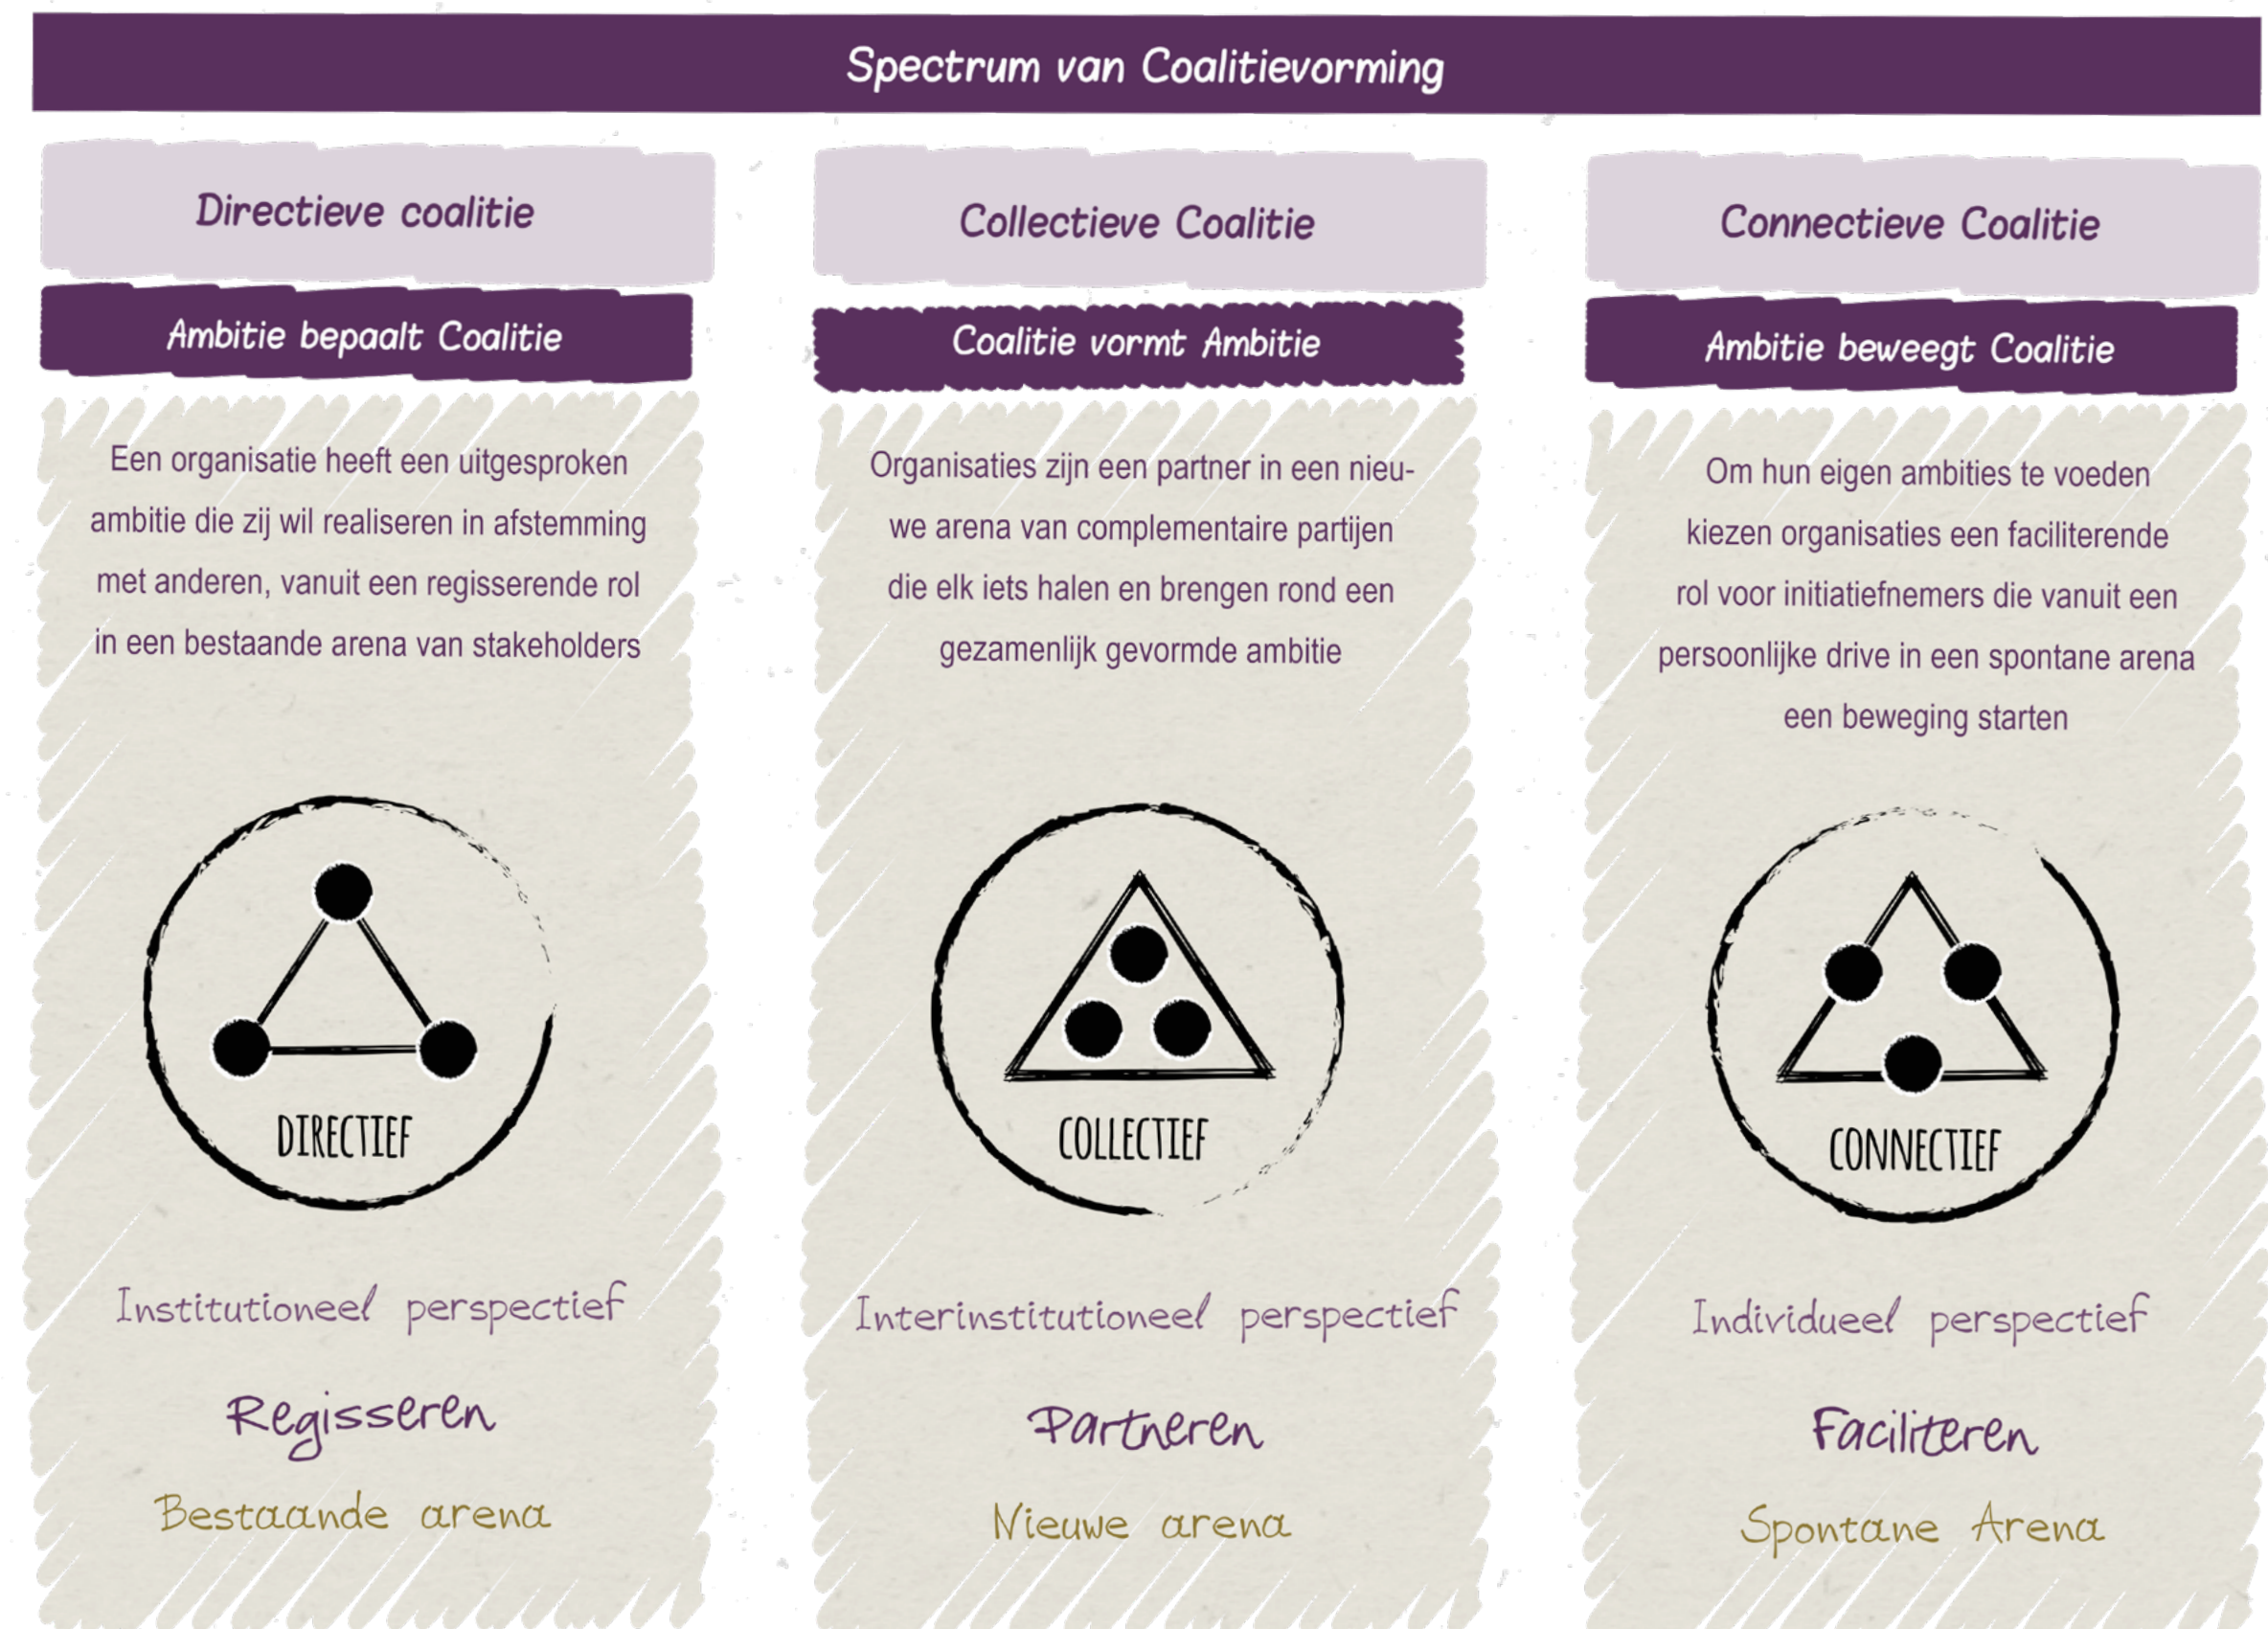 Spectrum van Coalitievorming
Directieve coalitie
Ambitie bepaalt Coalitie
Een organisatie heeft een uitgesproken
ambitie die zij wil realiseren in afstemming
met anderen, vanuit een regisserende rol
in een bestaande arena van stakeholders
DIRECTIEF
Institutioneel perspectief
Regisseren
Bestaande arena
Collectieve Coalitie
Coalitie vormt Ambitie
Organisaties zijn een partner in een nieu-
we arena van complementaire partijen
die elk iets halen en brengen rond een
gezamenlijk gevormde ambitie
COLLECTIEF
Interinstitutioneel perspectief
Partneren
Nieuwe arena
Connectieve Coalitie
Ambitie beweegt Coalitie
Om hun eigen ambities te voeden
kiezen organisaties een faciliterende
rol voor initiatiefnemers die vanuit een
persoonlijke drive in een spontane arena
een beweging starten
CONNECTIEF
Individueel perspectief
Faciliteren
Spontane Arena